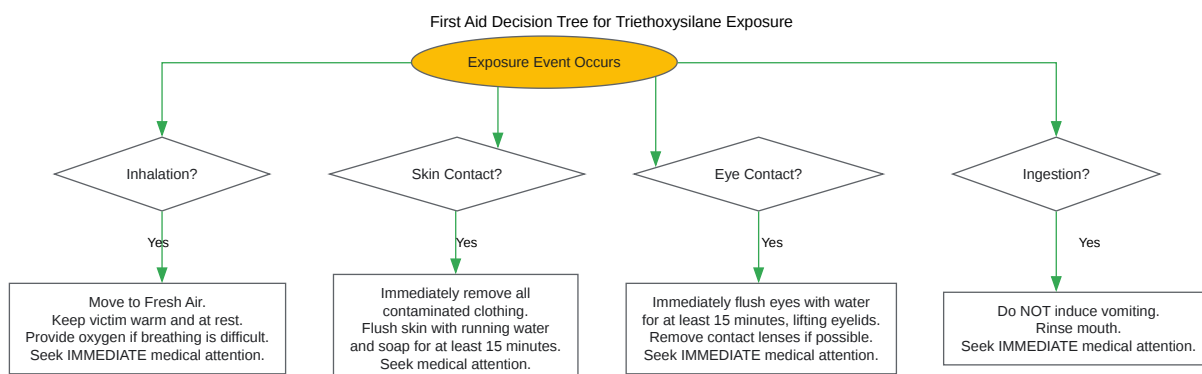 First Aid Decision Tree for Triethoxysilane Exposure
Exposure Event Occurs
Inhalation?
Skin Contact?
Eye Contact?
Ingestion?
Yes
Yes
Yes
Yes
Move to Fresh Air.
Keep victim warm and at rest.
Provide oxygen if breathing is difficult.
Seek IMMEDIATE medical attention.
Immediately remove all
contaminated clothing.
Flush skin with running water
and soap for at least 15 minutes.
Seek medical attention.
Immediately flush eyes with water
for at least 15 minutes, lifting eyelids.
Remove contact lenses if possible.
Seek IMMEDIATE medical attention.
Do NOT induce vomiting.
Rinse mouth.
Seek IMMEDIATE medical attention.